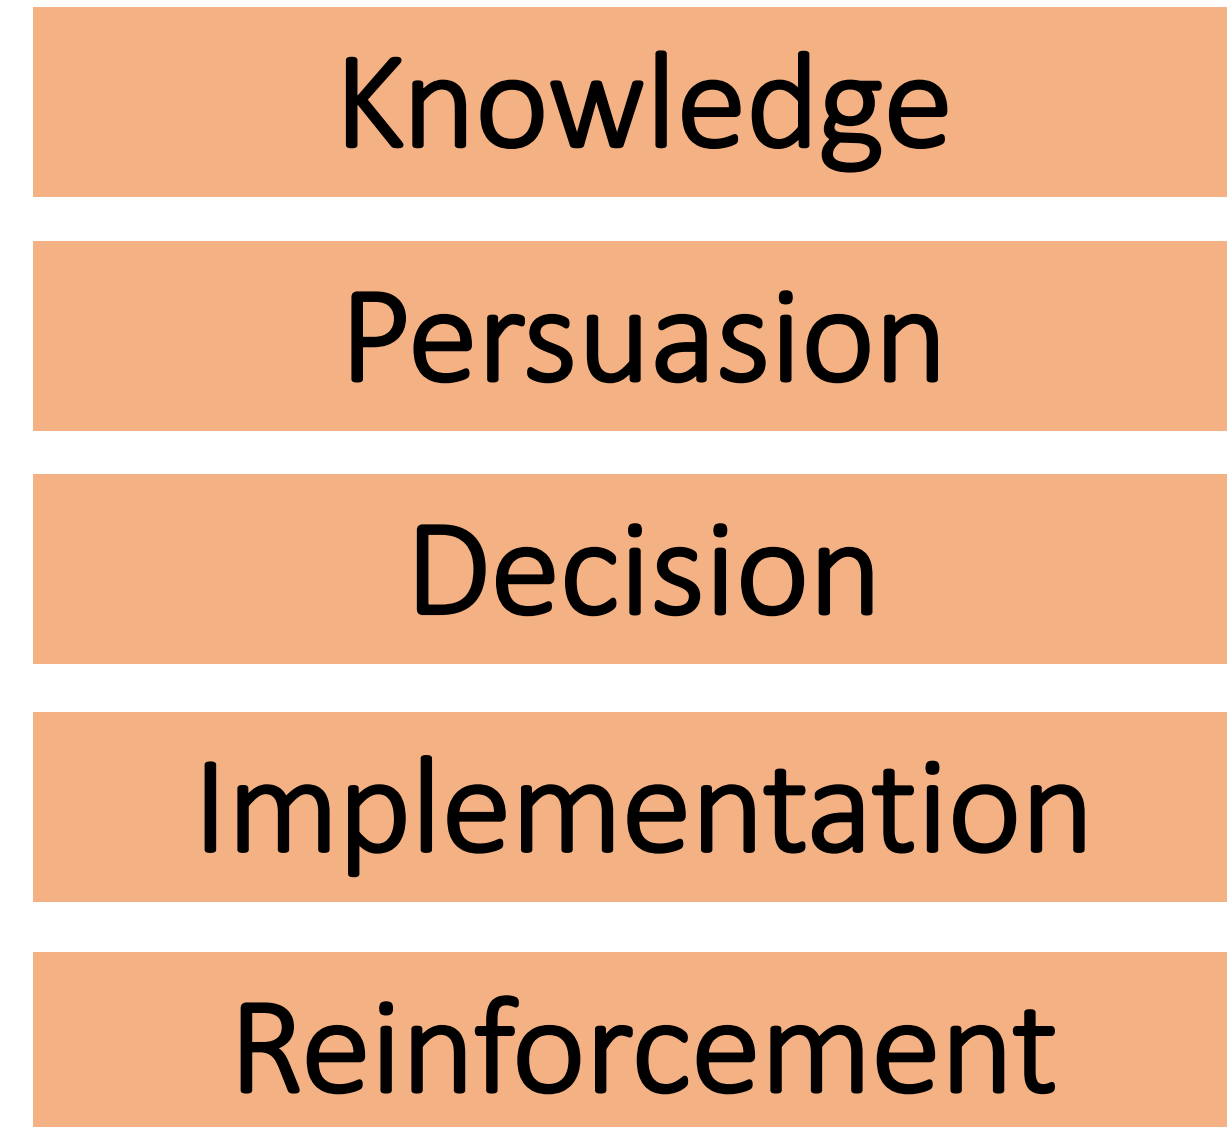 Knowledge
Persuasion
Decision
Implementation
Reinforcement